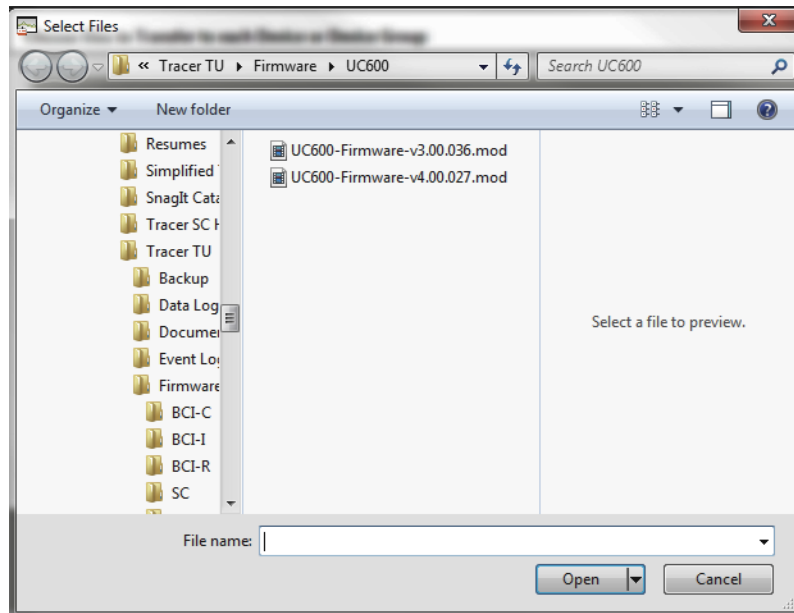 Select Files
« Tracer TU ▸ Firmware ▸ UC600
Search UC600
Organize
New folder
Resumes
Simplified
SnagIt Cata
Tracer SC H
Tracer TU
Backup
Data Log
Documen
Event Log
Firmware
BCI-C
BCI-I
BCI-R
SC
UC600-Firmware-v3.00.036.mod
UC600-Firmware-v4.00.027.mod
Select a file to preview.
File name:
Open
Cancel